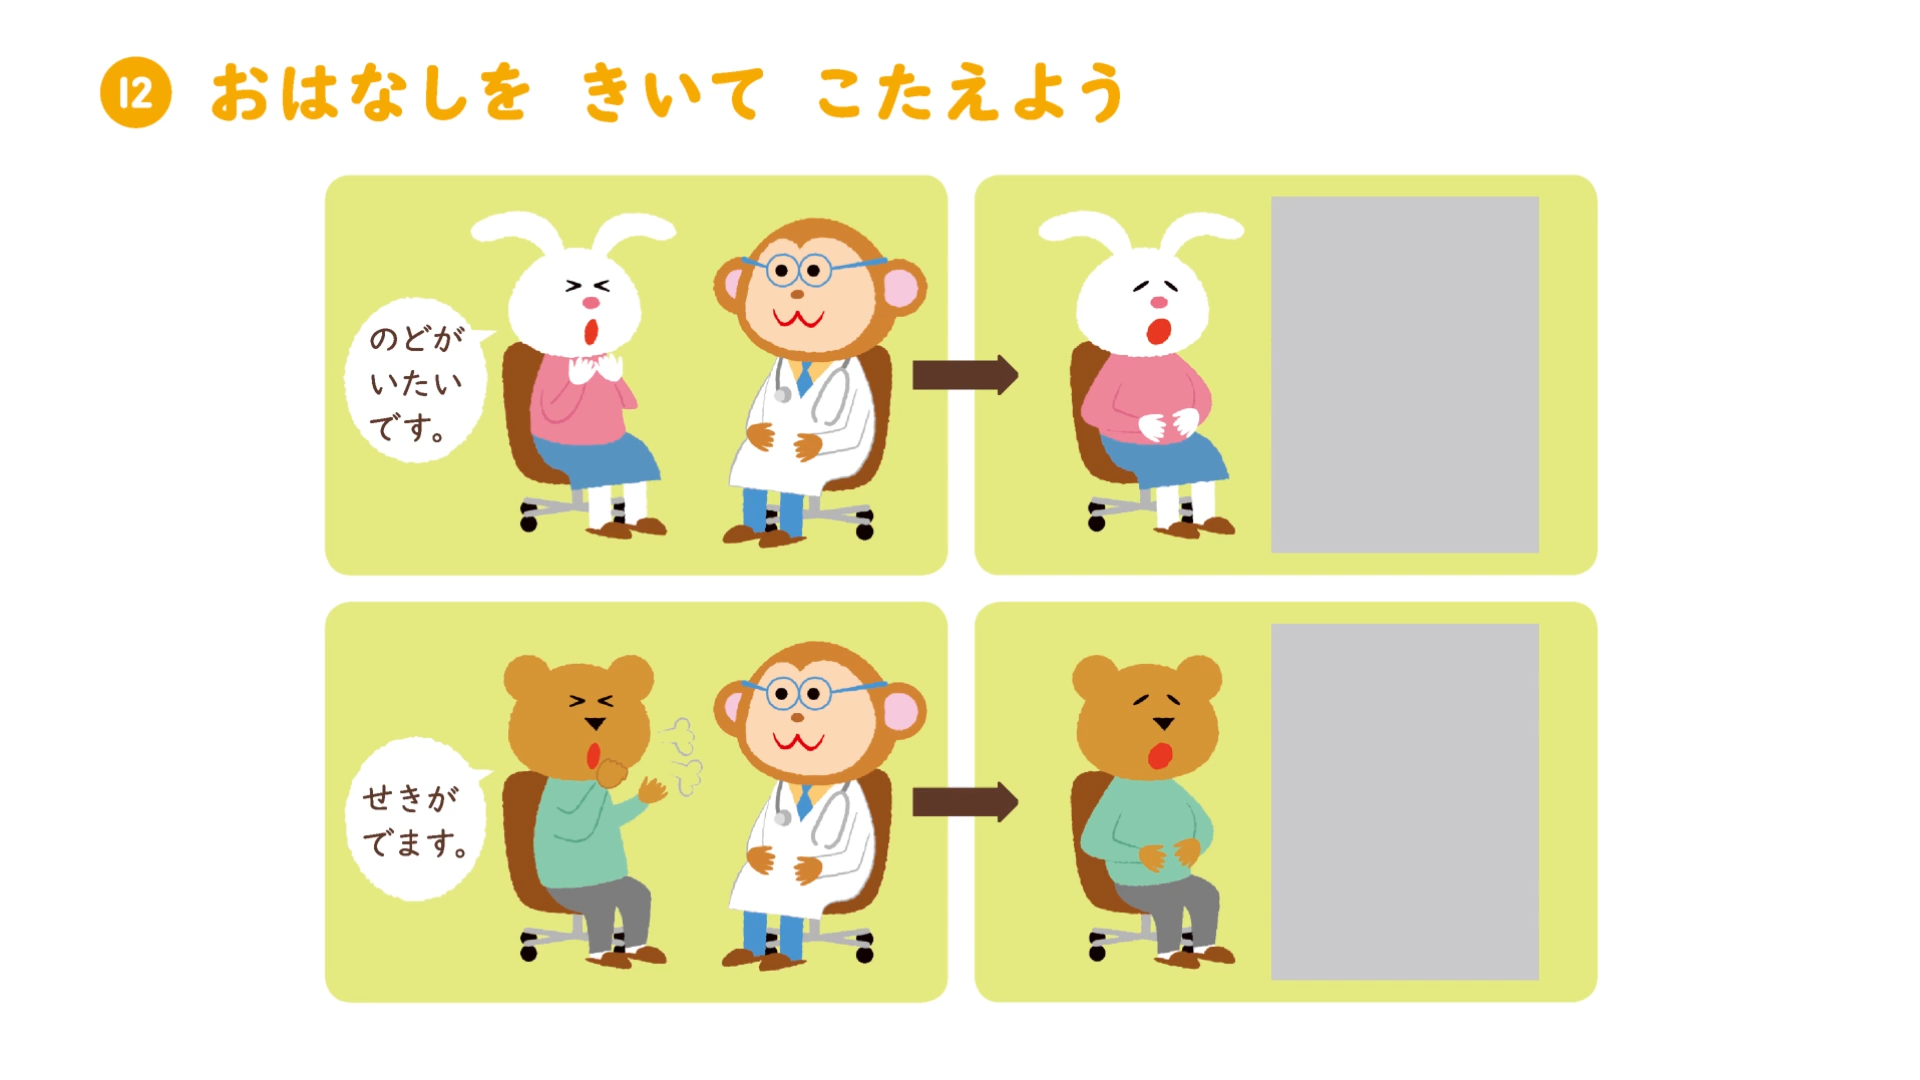 12 おはなしを きいて こたえよう
のどが
いたい
です。
せきが
でます。